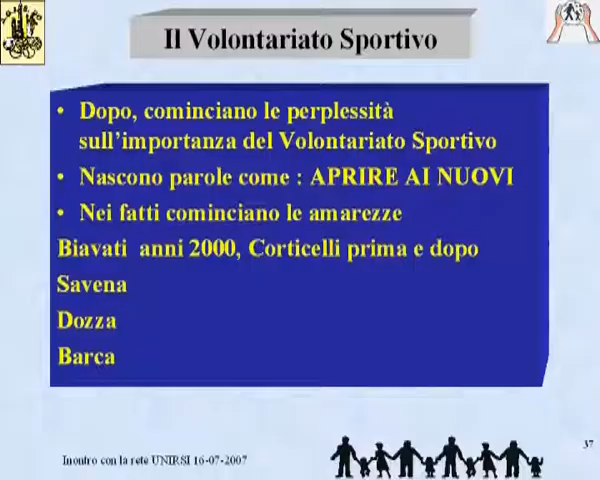 Il Volontariato Sportivo
• Dopo, cominciano le perplessità
sull'importanza del Volontariato Sportivo
• Nascono parole come : APRIRE AI NUOVI
• Nei fatti cominciano le amarezze
Biavati anni 2000, Corticelli prima e dopo
Savena
Dozza
Barca
37
Inontro con la rete UNIRSI 16-07-2007